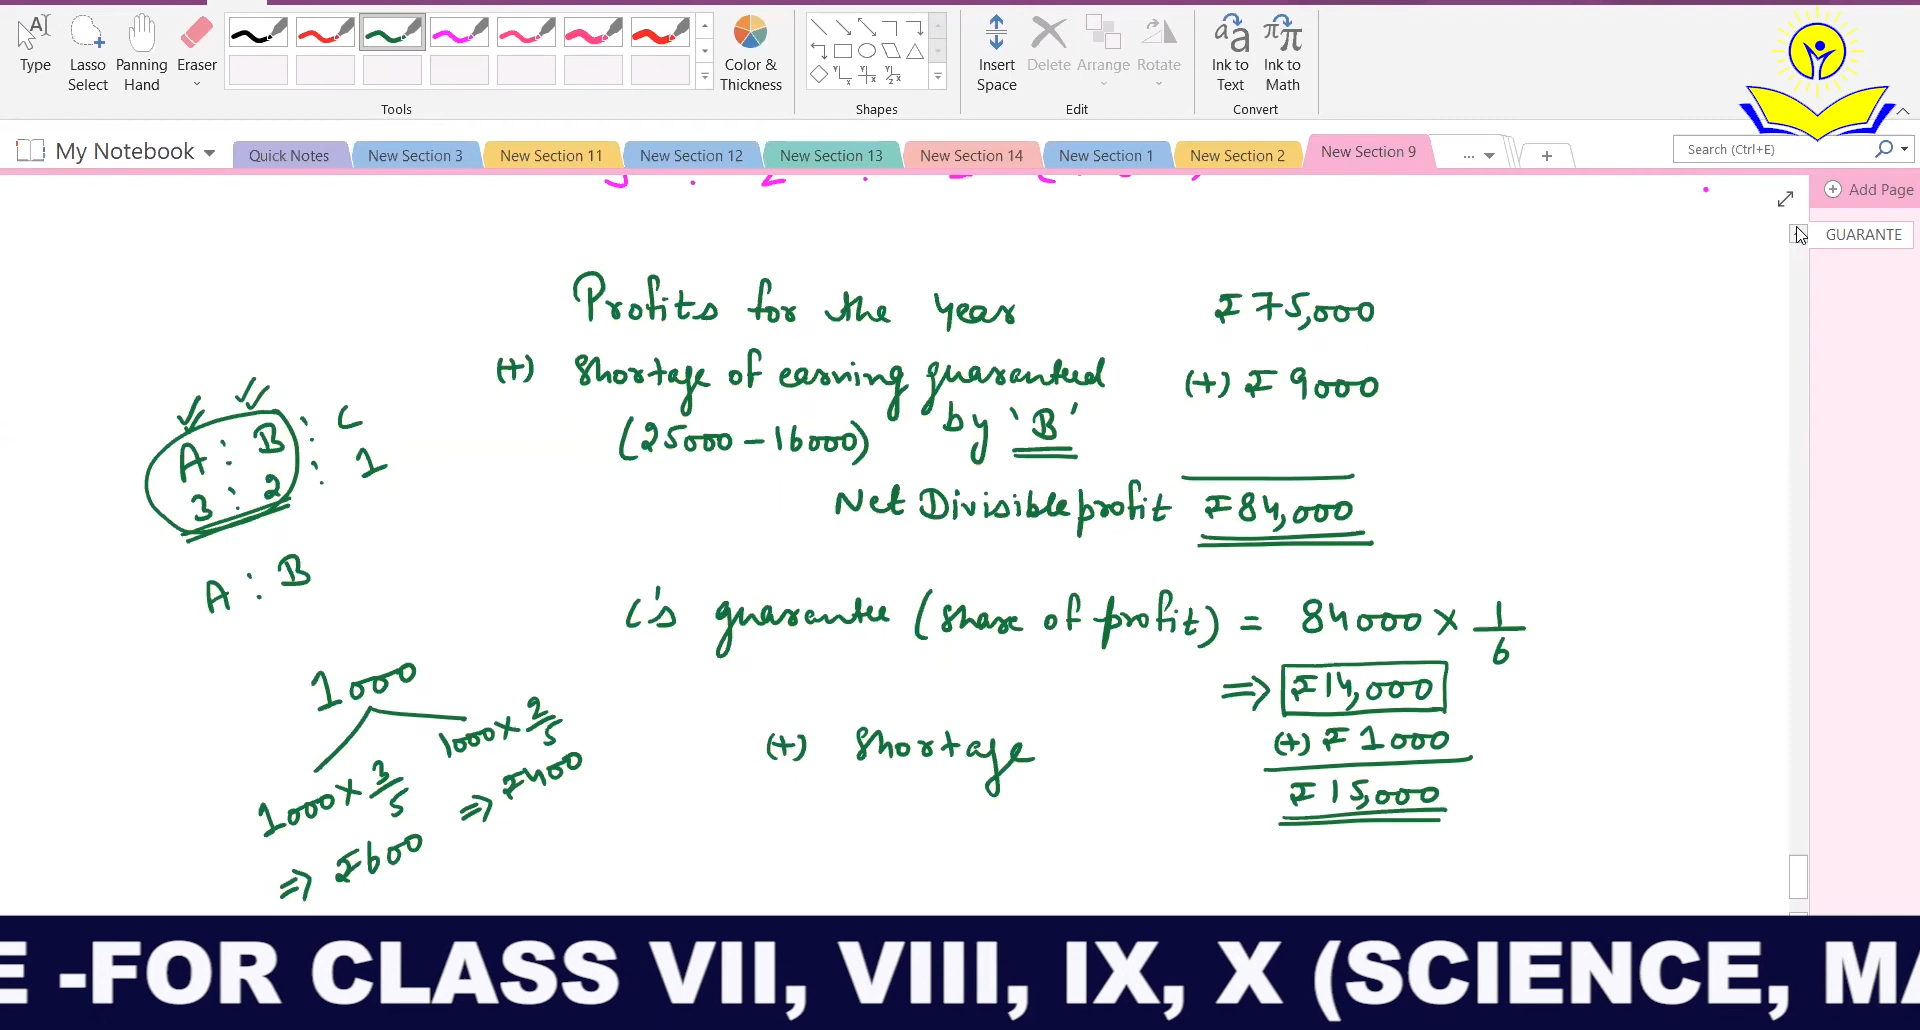 Type
Lasso Select
Panning Hand
Eraser
Color & Thickness
Insert Space
Delete
Arrange
Rotate
Ink to Text
Ink to Math
Tools
Shapes
Edit
Convert
My Notebook
Quick Notes
New Section 3
New Section 11
New Section 12
New Section 13
New Section 14
New Section 1
New Section 2
New Section 9
...
Search (Ctrl+E)
Add Page
GUARANTE
Profits for the year ₹75,000
(+) Shortage of earning guaranteed (+) ₹9000
(25000 - 16000) by 'B'
Net Divisible profit ₹84,000
A : B : C
3 : 2 : 1
A : B
C's guarantee (share of profit) = 84000 × 1/6
⇒ ₹14,000
(+) Shortage (+) ₹1000
₹15,000
1000
1000 × 2/5
⇒ ₹400
1000 × 3/5
⇒ ₹600
E -FOR CLASS VII, VIII, IX, X (SCIENCE, MA